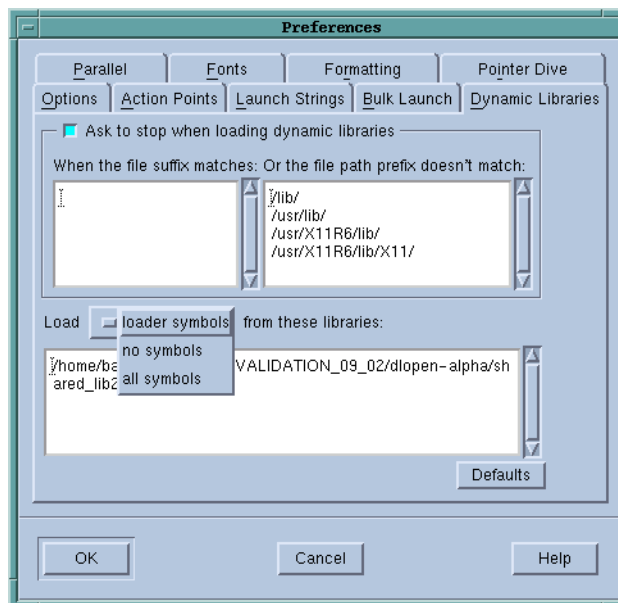 Preferences
Parallel Fonts Formatting Pointer Dive
Options Action Points Launch Strings Bulk Launch Dynamic Libraries
Ask to stop when loading dynamic libraries
When the file suffix matches: Or the file path prefix doesn't match:
/lib/
/usr/lib/
/usr/X11R6/lib/
/usr/X11R6/lib/X11/
Load loader symbols from these libraries:
no symbols
all symbols
/home/ba VALIDATION_09_02/dlopen-alpha/sh
ared_lib2
Defaults
OK Cancel Help